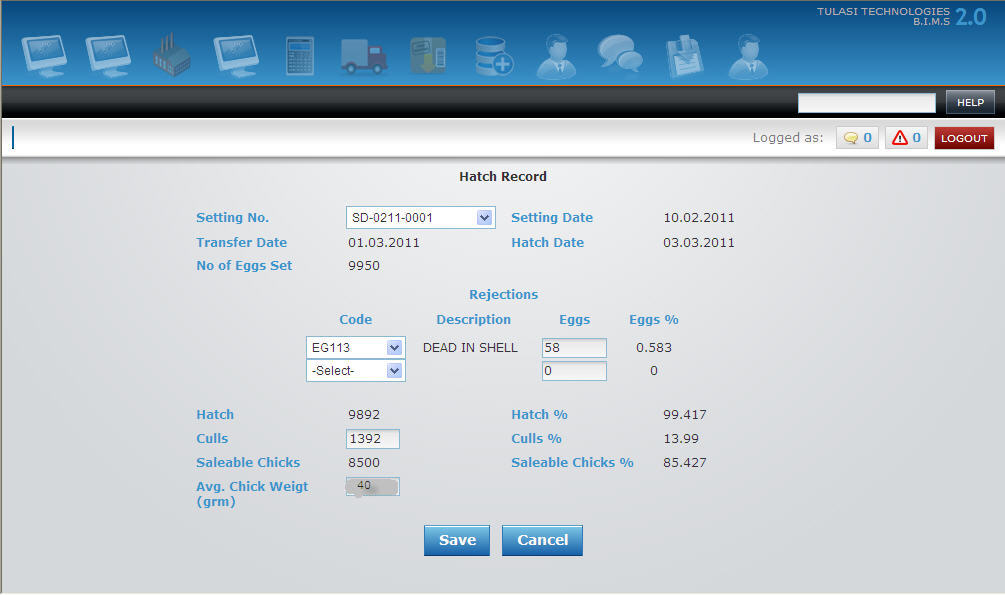 TULASI TECHNOLOGIES
B.I.M.S 2.0
HELP
Logged as: 0 0 LOGOUT
Hatch Record
Setting No. SD-0211-0001 Setting Date 10.02.2011
Transfer Date 01.03.2011 Hatch Date 03.03.2011
No of Eggs Set 9950
Rejections
Code Description Eggs Eggs %
EG113 DEAD IN SHELL 58 0.583
-Select- 0 0
Hatch 9892 Hatch % 99.417
Culls 1392 Culls % 13.99
Saleable Chicks 8500 Saleable Chicks % 85.427
Avg. Chick Weigt 40
(grm)
Save Cancel